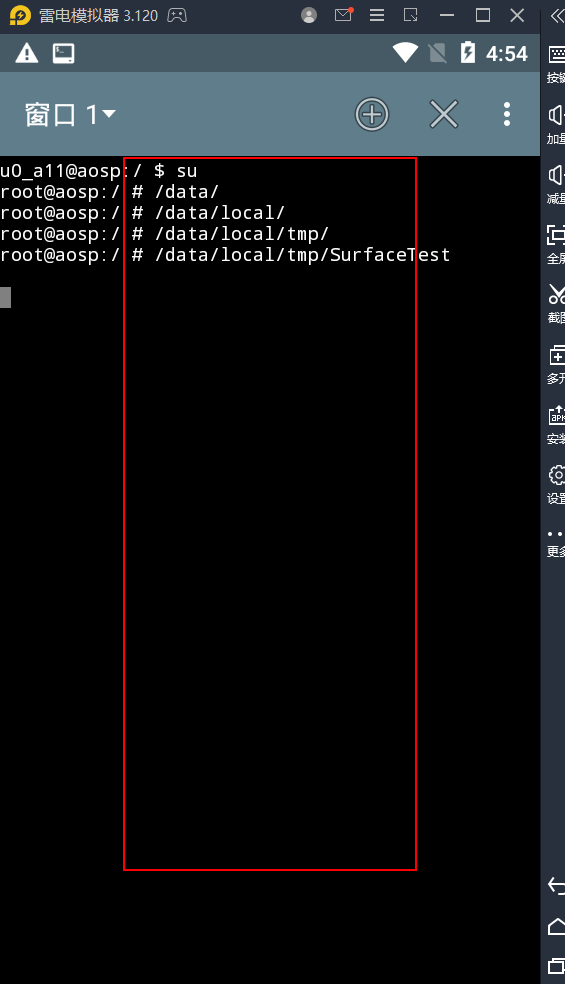 雷电模拟器 3.120
4:54
窗口 1
u0_a11@aosp:/ $ su
root@aosp:/ # /data/
root@aosp:/ # /data/local/
root@aosp:/ # /data/local/tmp/
root@aosp:/ # /data/local/tmp/SurfaceTest
按键
加量
减量
全屏
截图
多开
安装
设置
更多